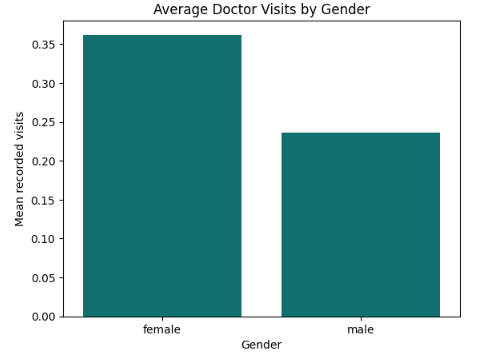 Average Doctor Visits by Gender
Mean recorded visits
0.35
0.30
0.25
0.20
0.15
0.10
0.05
0.00
female
male
Gender